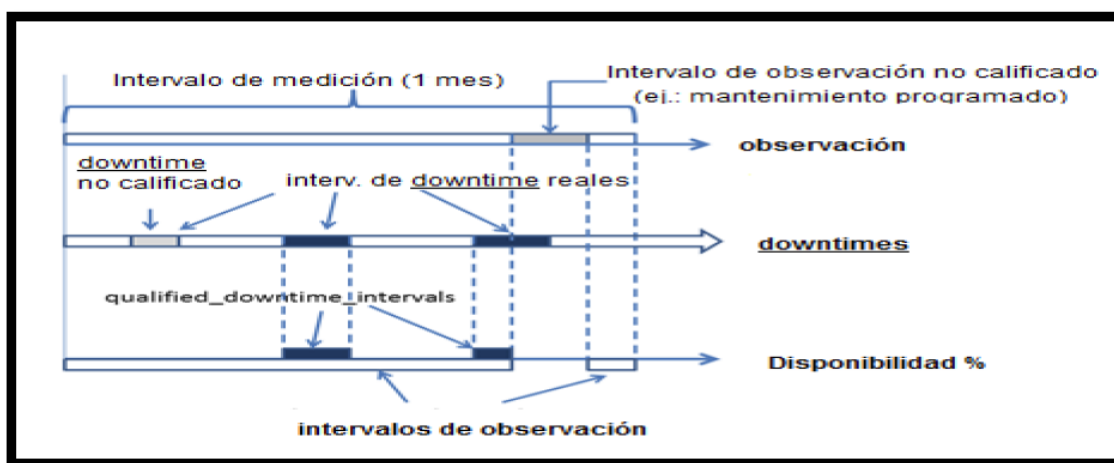 Intervalo de medición (1 mes)
Intervalo de observación no calificado
(ej.: mantenimiento programado)
observación
downtime
no calificado
interv. de downtime reales
downtimes
qualified_downtime_intervals
Disponibilidad %
intervalos de observación